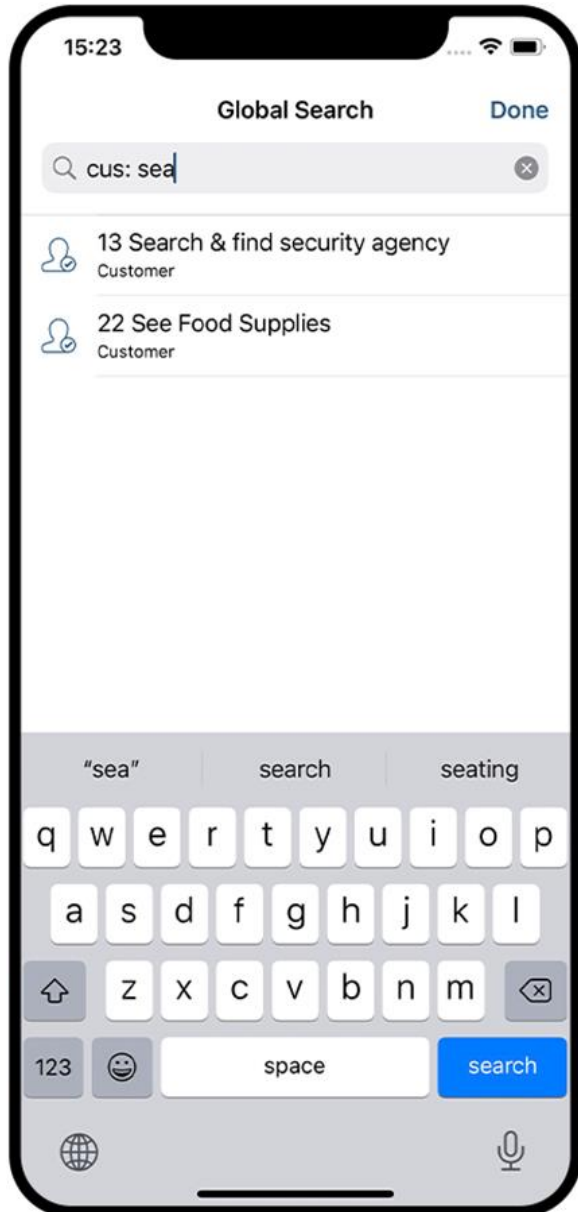 15:23
Global Search Done
cus: sea
13 Search & find security agency
Customer
22 See Food Supplies
Customer
“sea” search seating
q w e r t y u i o p
a s d f g h j k l
z x c v b n m
123 space search